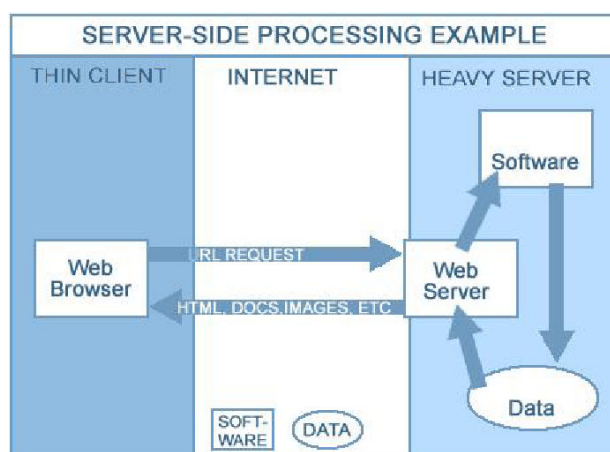 SERVER-SIDE PROCESSING EXAMPLE
THIN CLIENT
INTERNET
HEAVY SERVER
Software
URL REQUEST
Web
Browser
Web
Server
HTML, DOCS,IMAGES, ETC
Data
SOFT-
WARE
DATA